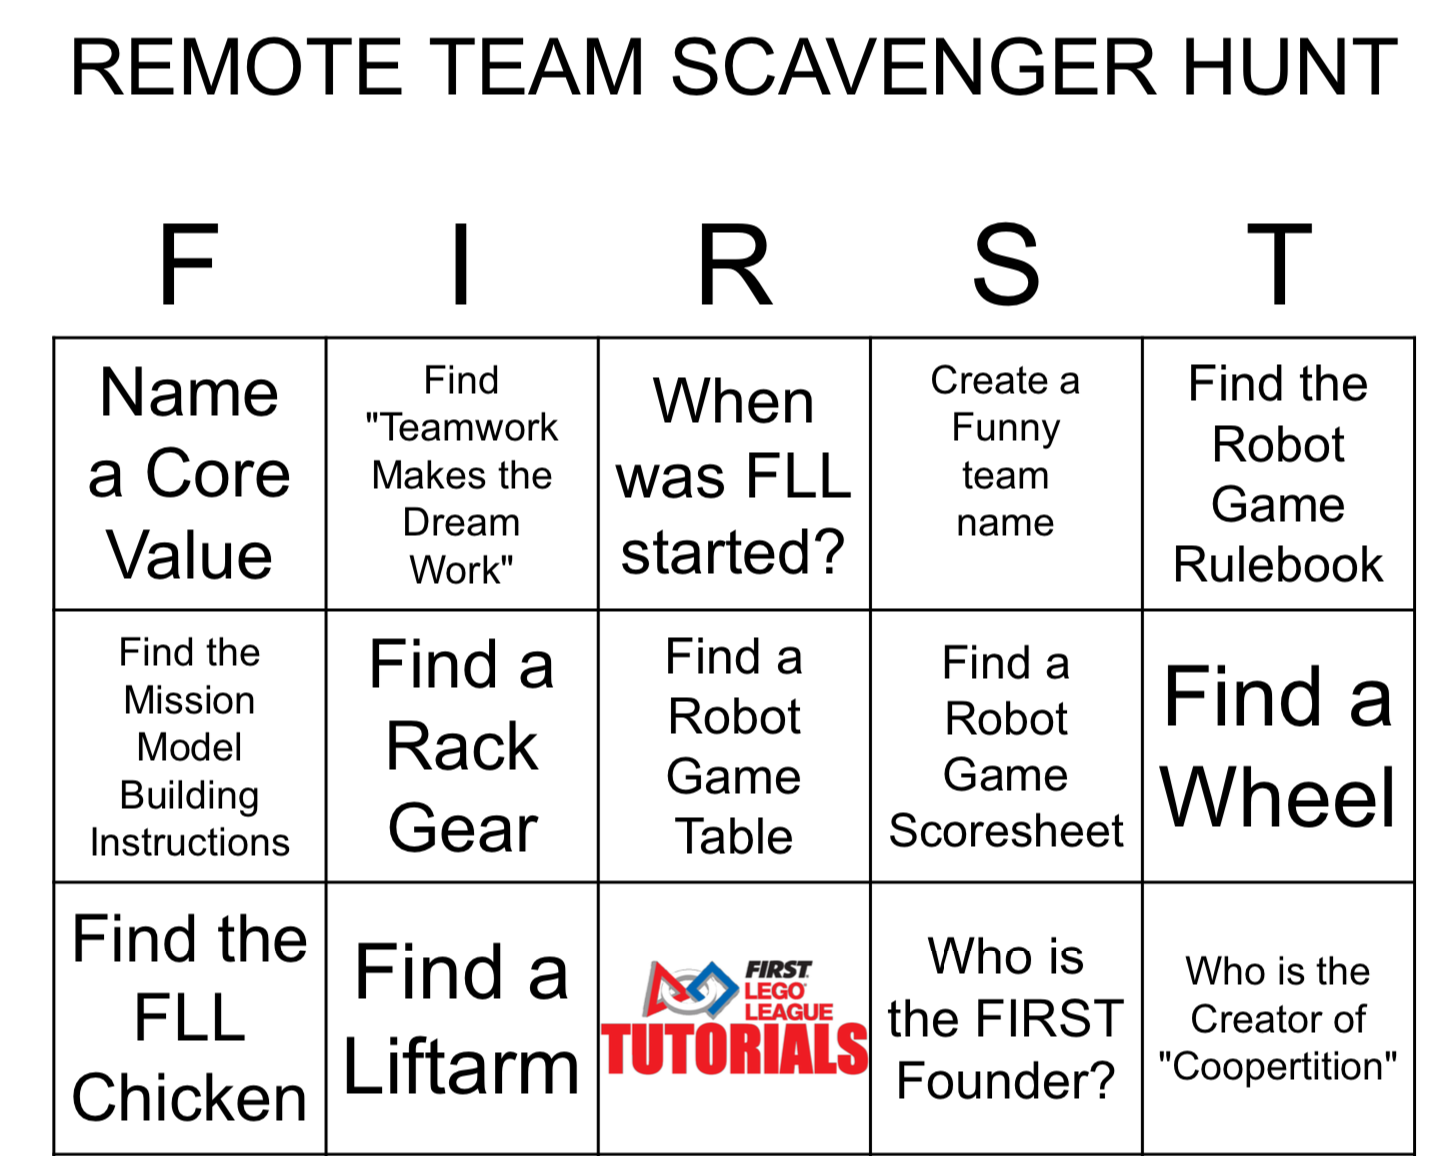 REMOTE TEAM SCAVENGER HUNT
F I R S T
Name
a Core
Value
Find
"Teamwork
Makes the
Dream
Work"
When
was FLL
started?
Create a
Funny
team
name
Find the
Robot
Game
Rulebook
Find the
Mission
Model
Building
Instructions
Find a
Rack
Gear
Find a
Robot
Game
Table
Find a
Robot
Game
Scoresheet
Find a
Wheel
Find the
FLL
Chicken
Find a
Liftarm
FIRST
LEGO
LEAGUE
TUTORIALS
Who is
the FIRST
Founder?
Who is the
Creator of
"Coopertition"